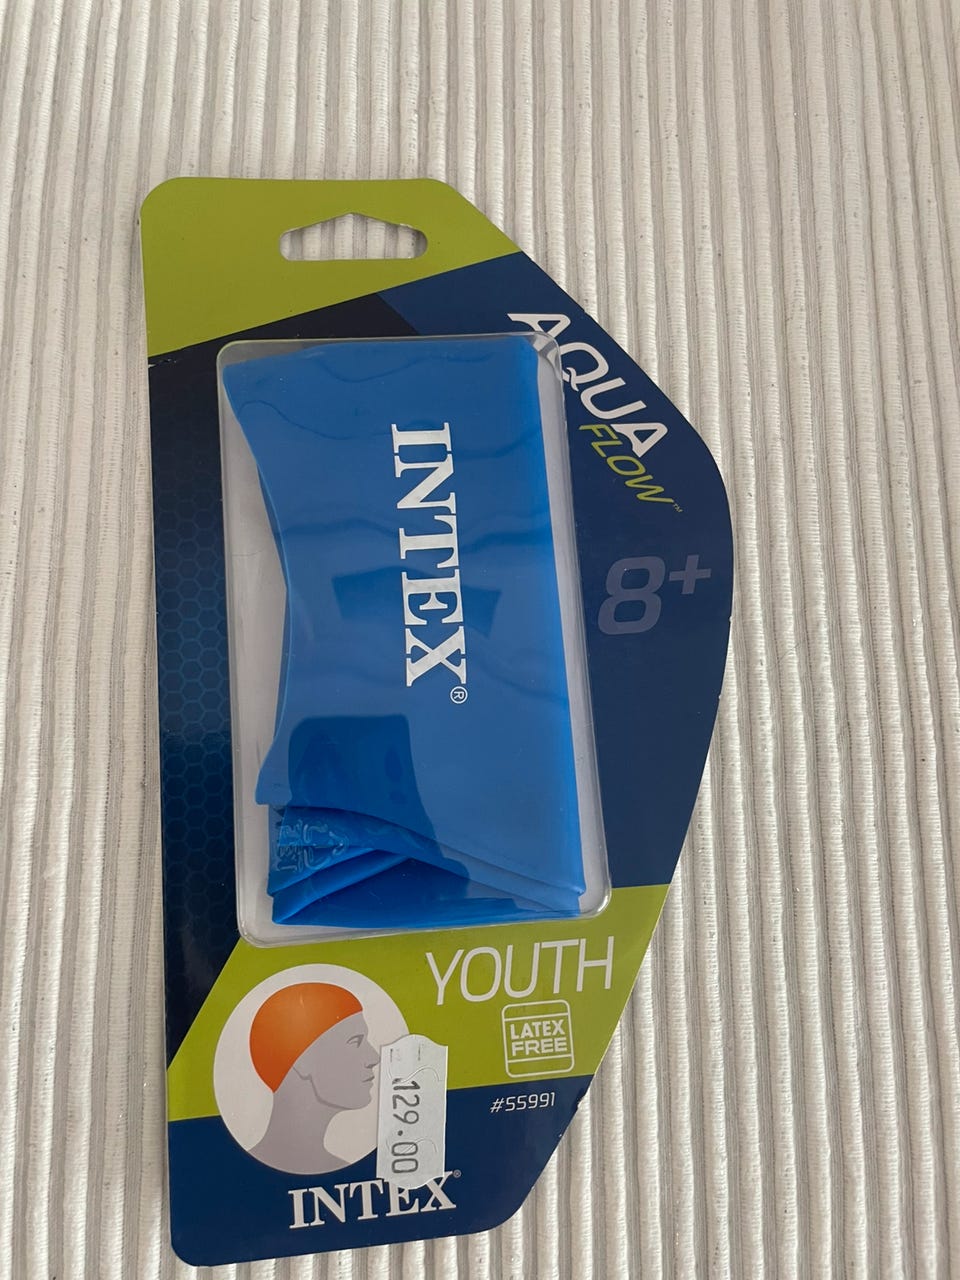 AQUA
FLOW™
8+
INTEX®
YOUTH
LATEX
FREE
#55991
129.00
INTEX®